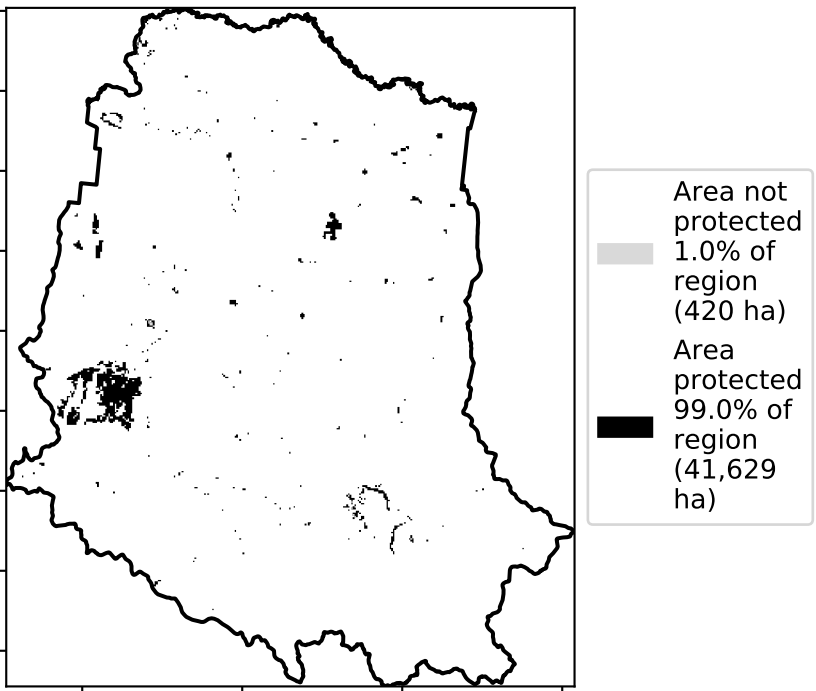 Area not
protected
1.0% of
region
(420 ha)
Area
protected
99.0% of
region
(41,629
ha)